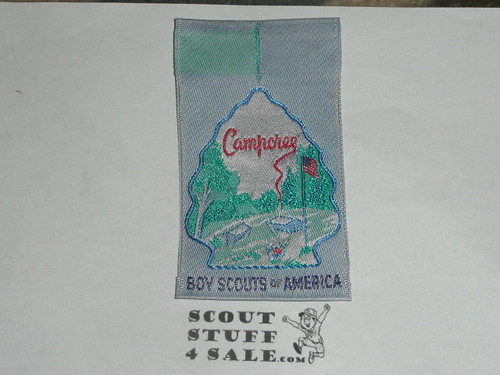 Camporee
BOY SCOUTS OF AMERICA
SCOUT
STUFF
4 SALE.COM